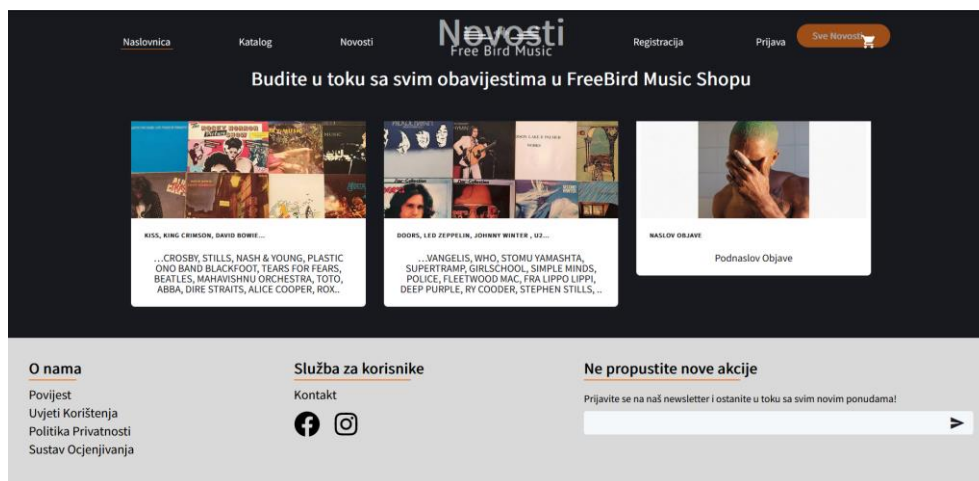 Naslovnica
Katalog
Novosti
Novosti
Free Bird Music
Registracija
Prijava
Sve Novosti
Budite u toku sa svim obavijestima u FreeBird Music Shopu
KISS, KING CRIMSON, DAVID BOWIE...
...CROSBY, STILLS, NASH & YOUNG, PLASTIC
ONO BAND BLACKFOOT, TEARS FOR FEARS,
BEATLES, MAHAVISHNU ORCHESTRA, TOTO,
ABBA, DIRE STRAITS, ALICE COOPER, ROX..
DOORS, LED ZEPPELIN, JOHNNY WINTER , U2...
...VANGELIS, WHO, STOMU YAMASHTA,
SUPERTRAMP, GIRLSCHOOL, SIMPLE MINDS,
POLICE, FLEETWOOD MAC, FRA LIPPO LIPPI,
DEEP PURPLE, RY COODER, STEPHEN STILLS, ..
NASLOV OBJAVE
Podnaslov Objave
O nama
Povijest
Uvjeti Korištenja
Politika Privatnosti
Sustav Ocjenjivanja
Služba za korisnike
Kontakt
Ne propustite nove akcije
Prijavite se na naš newsletter i ostanite u toku sa svim novim ponudama!